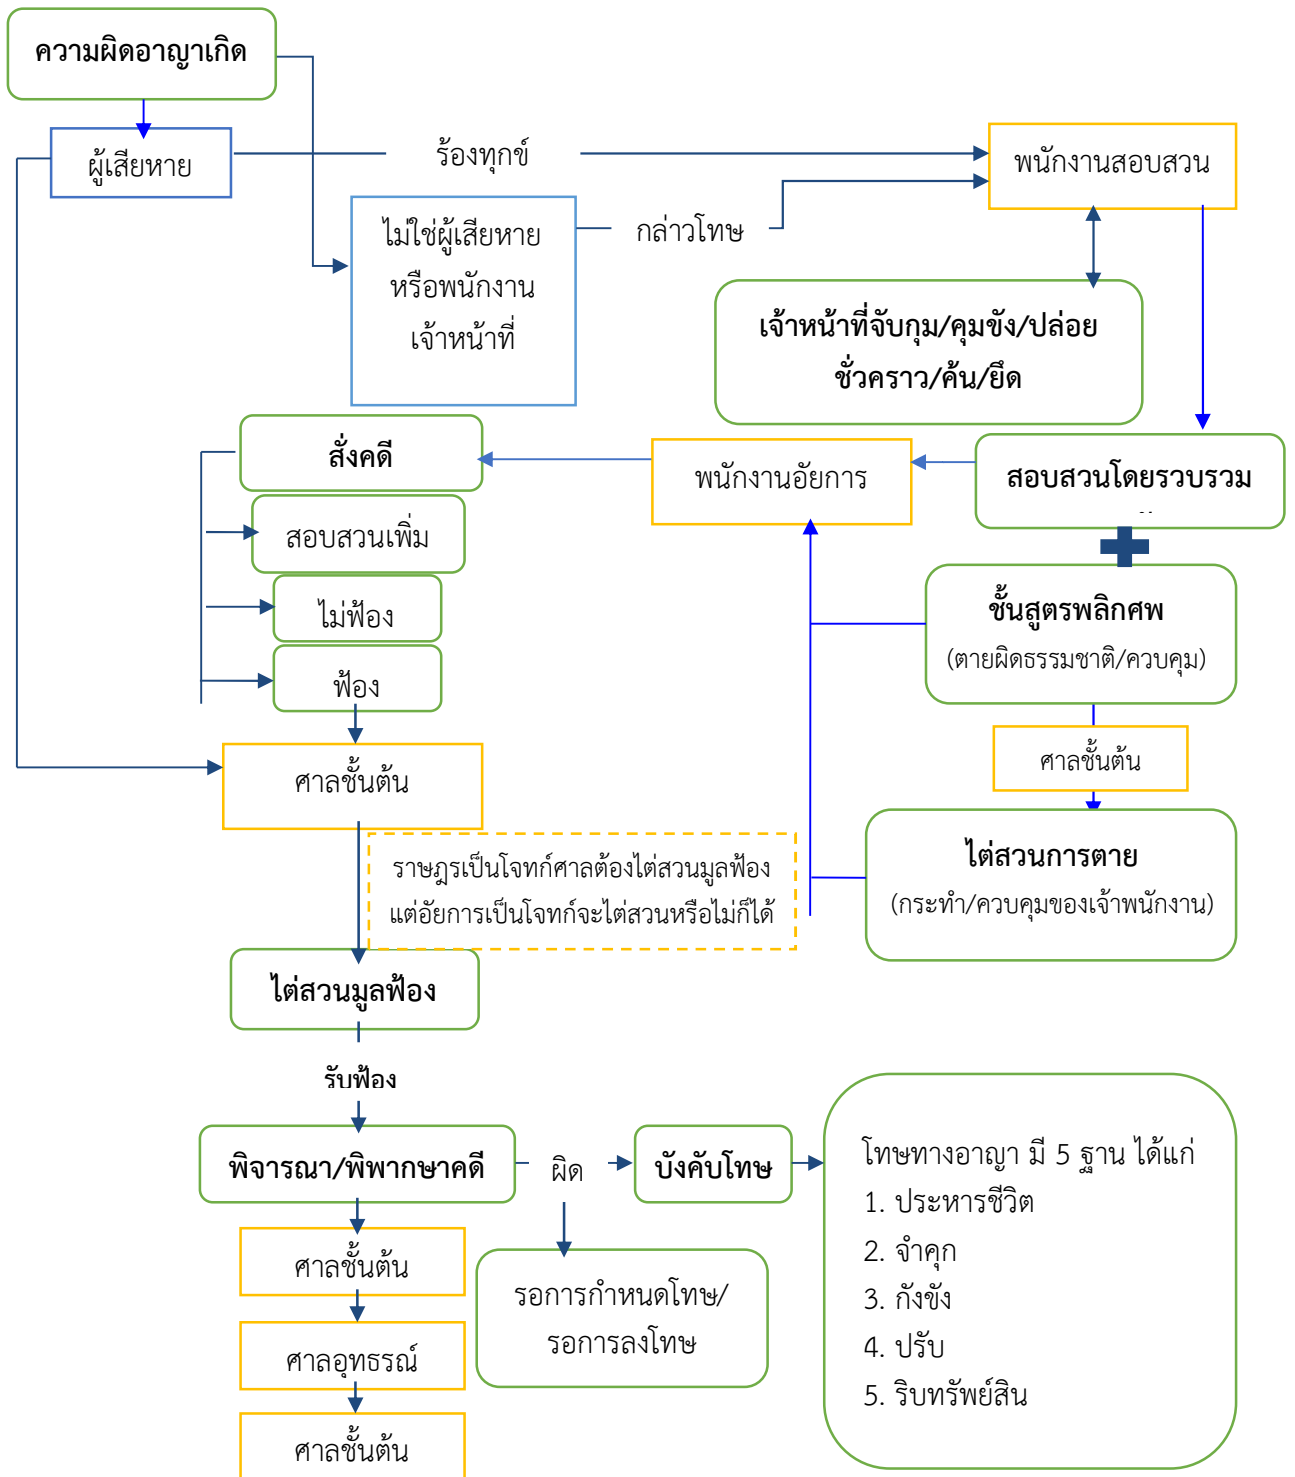 ความผิดอาญาเกิด
ผู้เสียหาย
ร้องทุกข์
พนักงานสอบสวน
ไม่ใช่ผู้เสียหาย
หรือพนักงาน
เจ้าหน้าที่
กล่าวโทษ
เจ้าหน้าที่จับกุม/คุมขัง/ปล่อย
ชั่วคราว/ค้น/ยึด
สั่งคดี
พนักงานอัยการ
สอบสวนโดยรวบรวม
สอบสวนเพิ่ม
ไม่ฟ้อง
ฟ้อง
ชั้นสูตรพลิกศพ
(ตายผิดธรรมชาติ/ควบคุม)
ศาลชั้นต้น
ศาลชั้นต้น
ไต่สวนการตาย
(กระทำ/ควบคุมของเจ้าพนักงาน)
ราษฎรเป็นโจทก์ศาลต้องไต่สวนมูลฟ้อง
แต่อัยการเป็นโจทก์จะไต่สวนหรือไม่ก็ได้
ไต่สวนมูลฟ้อง
รับฟ้อง
พิจารณา/พิพากษาคดี
ผิด
บังคับโทษ
โทษทางอาญา มี 5 ฐาน ได้แก่
1. ประหารชีวิต
2. จำคุก
3. กังขัง
4. ปรับ
5. ริบทรัพย์สิน
ศาลชั้นต้น
รอการกำหนดโทษ/
รอการลงโทษ
ศาลอุทธรณ์
ศาลชั้นต้น